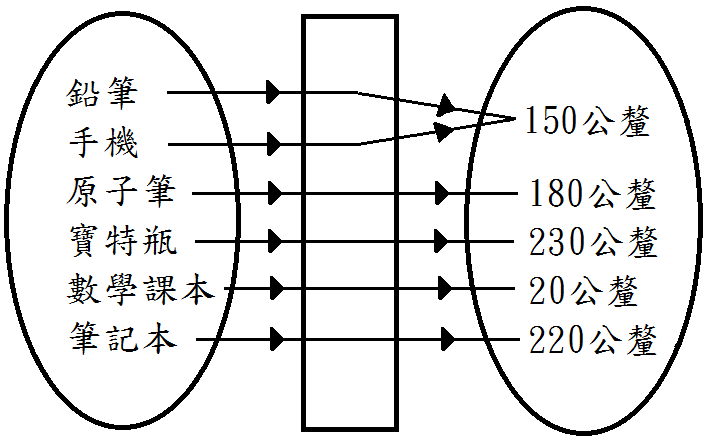 鉛筆
手機
原子筆
寶特瓶
數學課本
筆記本
150公釐
180公釐
230公釐
20公釐
220公釐